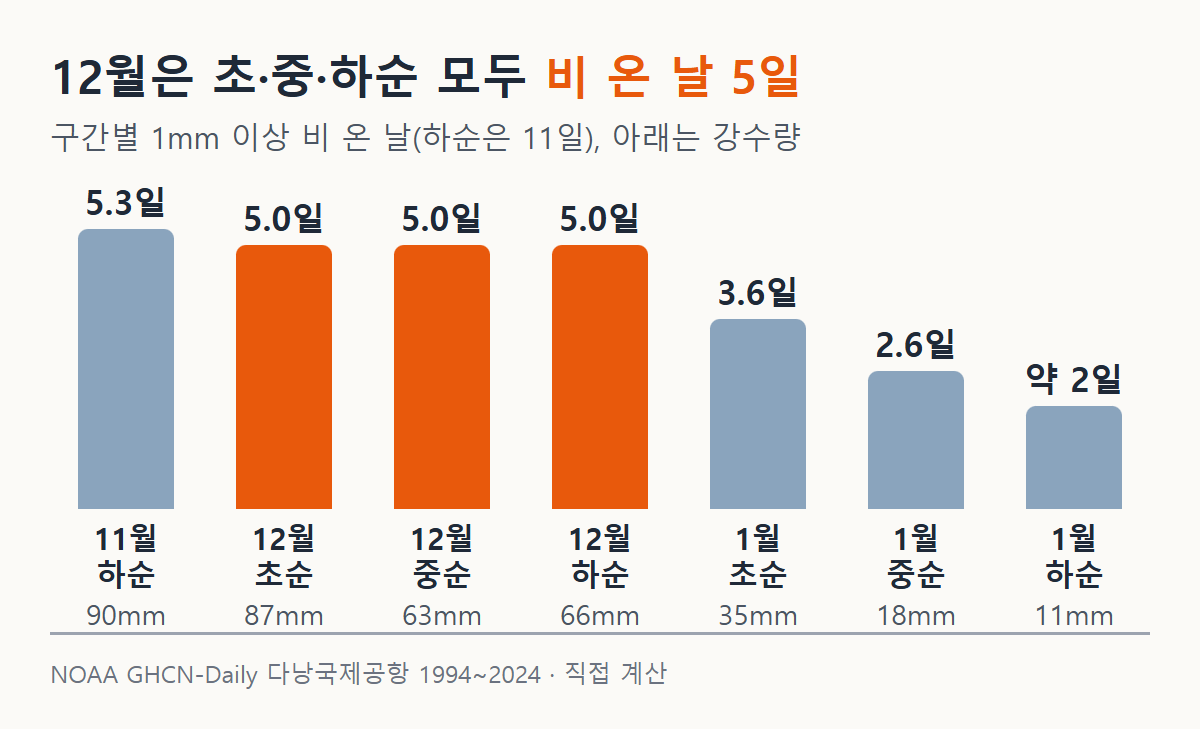 12월은 초·중·하순 모두 비 온 날 5일
구간별 1mm 이상 비 온 날(하순은 11일), 아래는 강수량
5.3일
5.0일
5.0일
5.0일
3.6일
2.6일
약 2일
11월
하순
90mm
12월
초순
87mm
12월
중순
63mm
12월
하순
66mm
1월
초순
35mm
1월
중순
18mm
1월
하순
11mm
NOAA GHCN-Daily 다낭국제공항 1994~2024 · 직접 계산